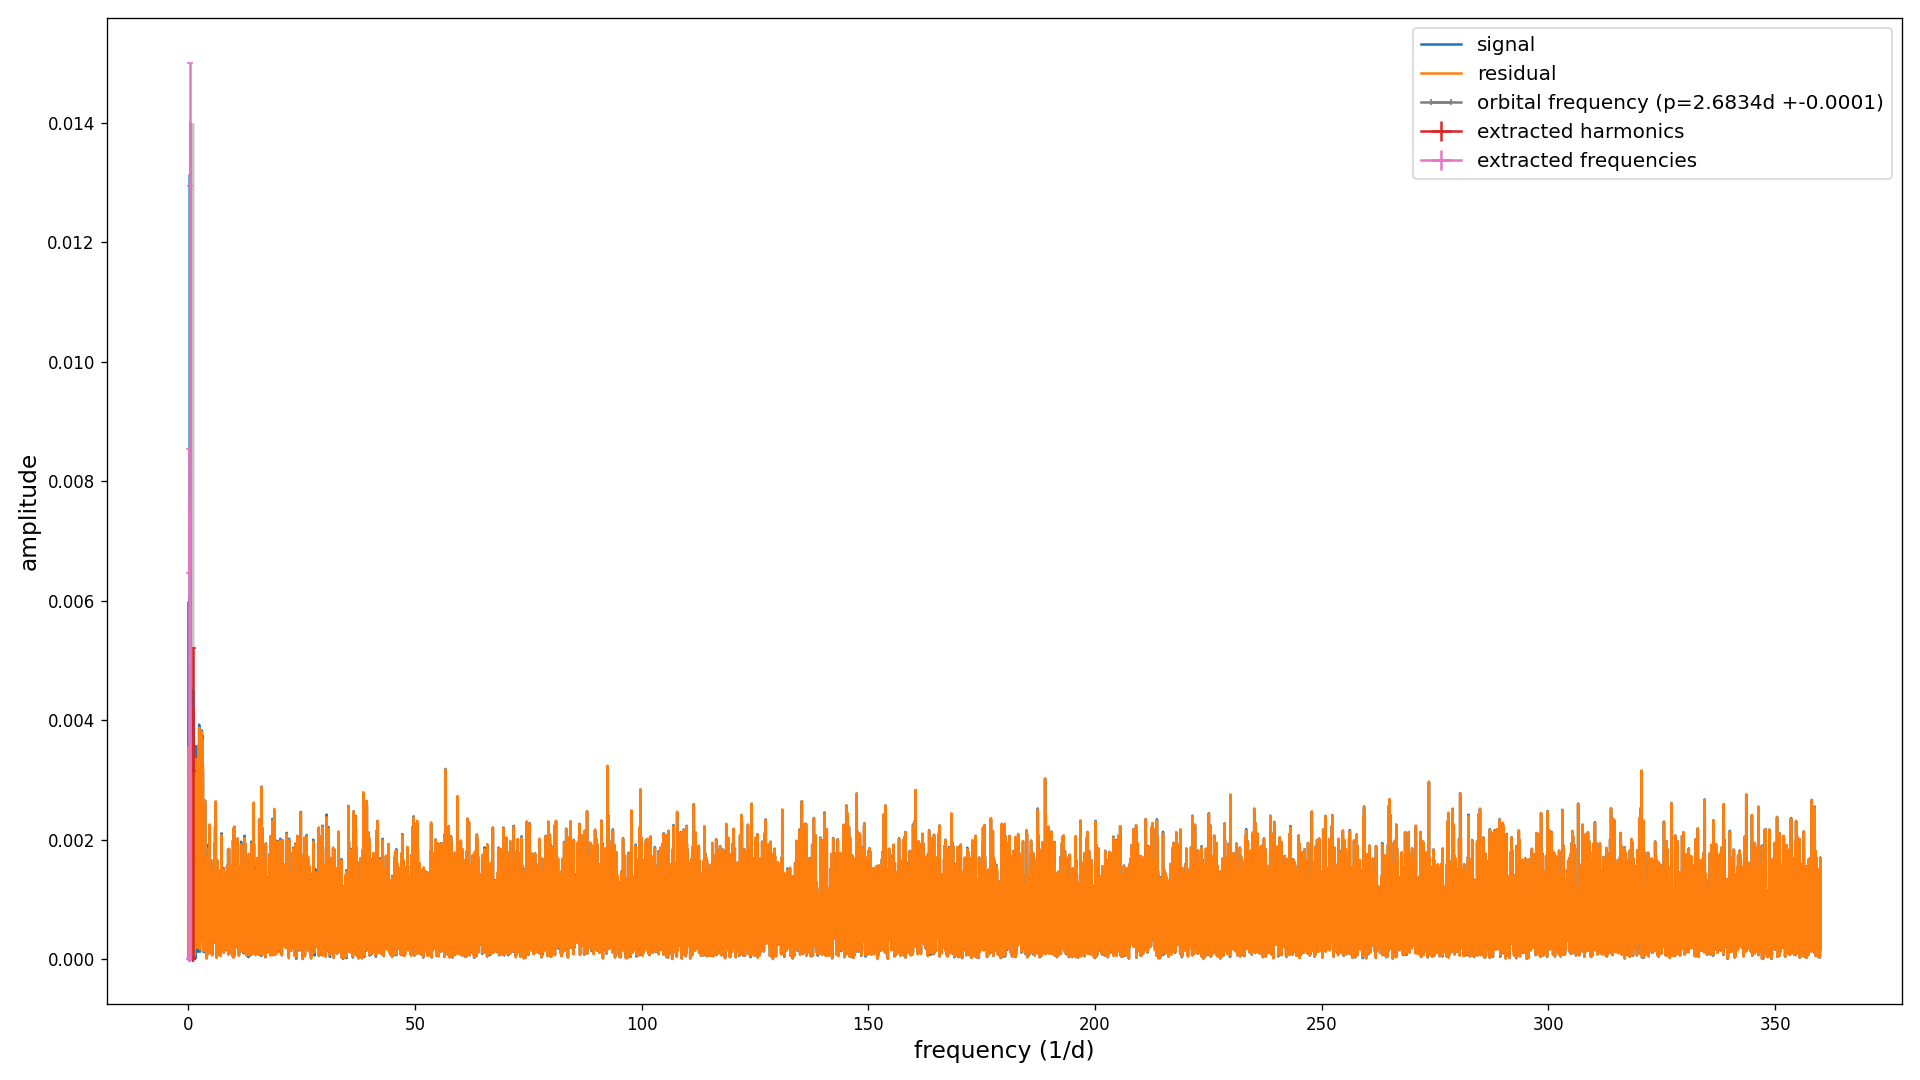 signal
residual
orbital frequency (p=2.6834d +-0.0001)
extracted harmonics
extracted frequencies
0.014
0.012
0.010
0.008
0.006
0.004
0.002
0.000
amplitude
0 50 100 150 200 250 300 350
frequency (1/d)